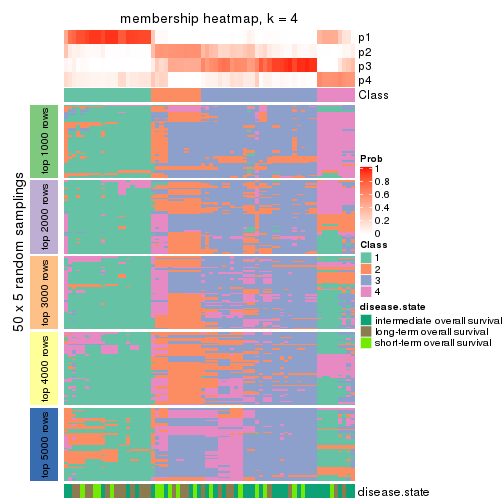 membership heatmap, k = 4
p1
p2
p3
p4
Class
50 x 5 random samplings
top 1000 rows
top 2000 rows
top 3000 rows
top 4000 rows
top 5000 rows
Prob
1
0.8
0.6
0.4
0.2
0
Class
1
2
3
4
disease.state
intermediate overall survival
long-term overall survival
short-term overall survival
disease.state